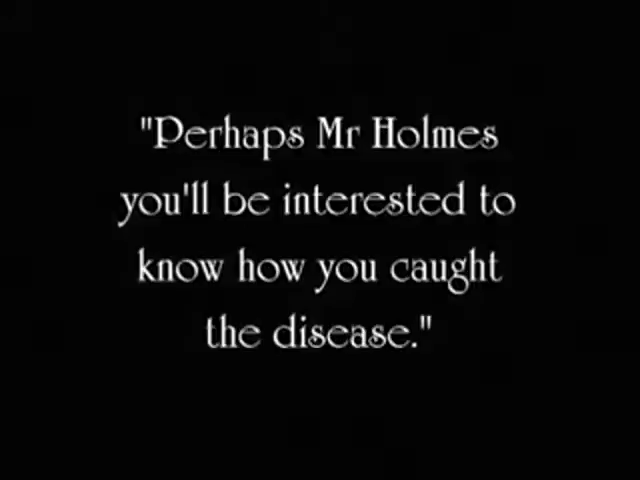 "Perhaps Mr Holmes
you'll be interested to
know how you caught
the disease."